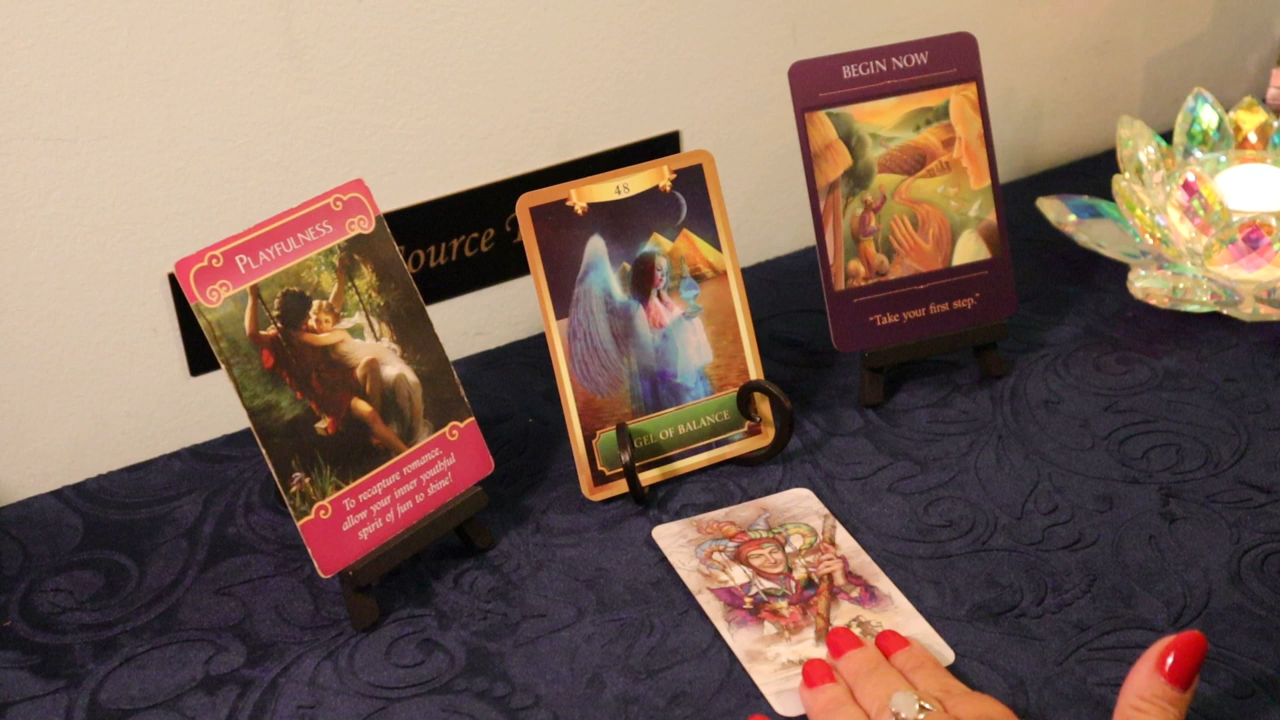 PLAYFULNESS
To recapture romance,
allow your inner youthful
spirit of fun to shine!
48
GEL OF BALANCE
BEGIN NOW
"Take your first step."
ource